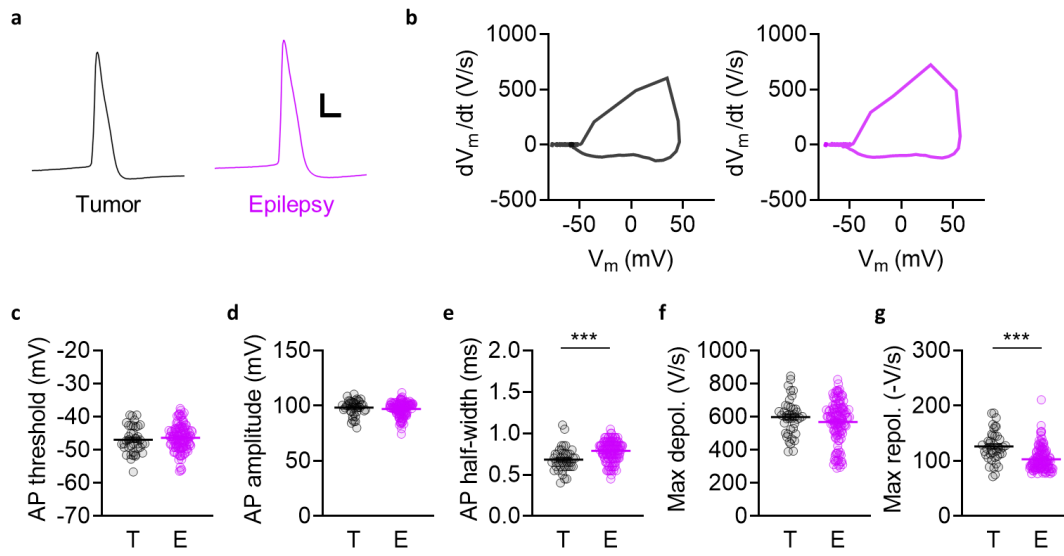 a
Tumor
Epilepsy
b
dVm/dt (V/s)
1000
500
0
-500
-50
0
50
Vm (mV)
dVm/dt (V/s)
1000
500
0
-500
-50
0
50
Vm (mV)
c
AP threshold (mV)
-20
-30
-40
-50
-60
-70
T
E
d
AP amplitude (mV)
150
100
50
0
T
E
e
AP half-width (ms)
2.0
1.5
1.0
0.5
0.0
***
T
E
f
Max depol. (V/s)
1000
800
600
400
200
0
T
E
g
Max repol. (-V/s)
300
200
100
0
***
T
E